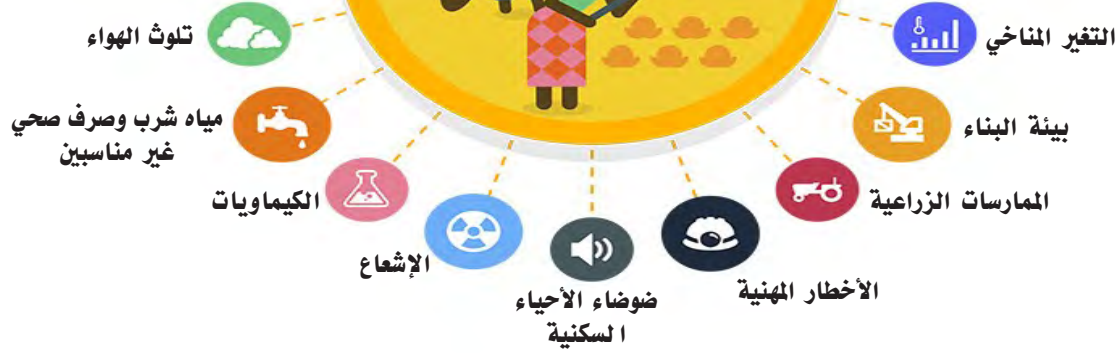 التغير المناخي
تلوث الهواء
بيئة البناء
مياه شرب وصرف صحي
غير مناسبين
الممارسات الزراعية
الكيماويات
الأخطار المهنية
الإشعاع
ضوضاء الأحياء
السكنية